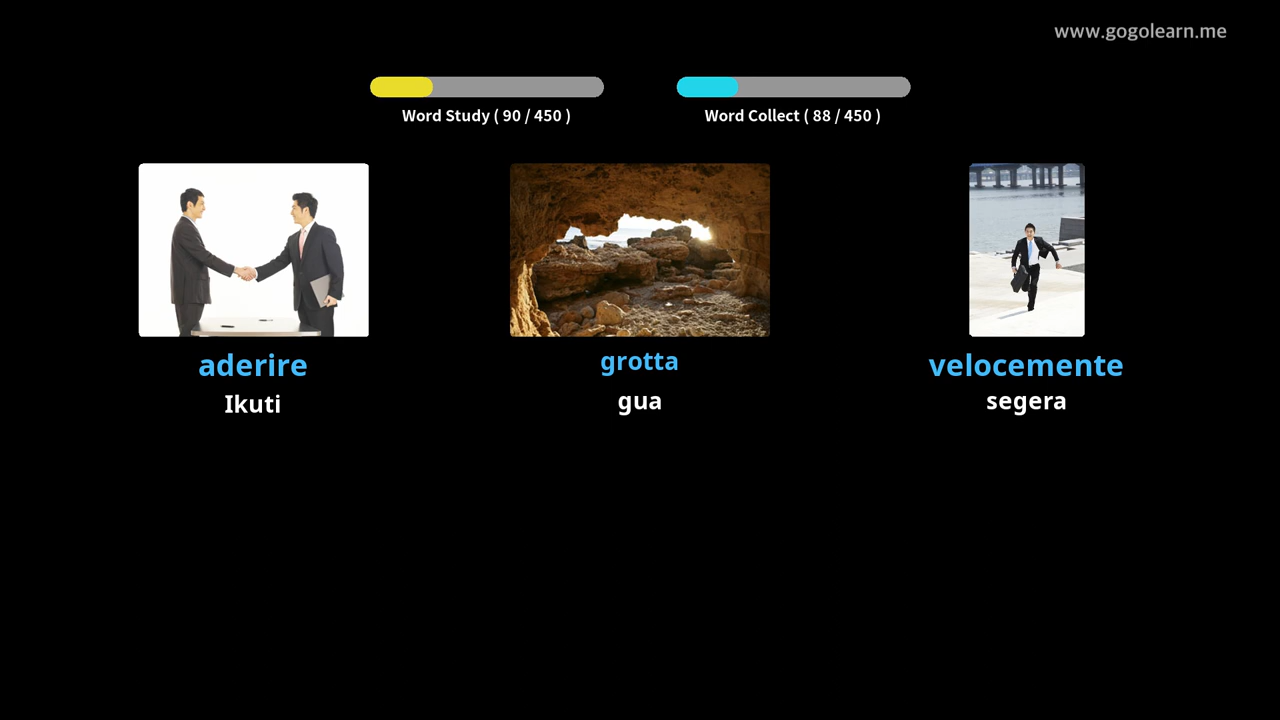 www.gogolearn.me
Word Study ( 90 / 450 )
Word Collect ( 88 / 450 )
aderire
Ikuti
grotta
gua
velocemente
segera